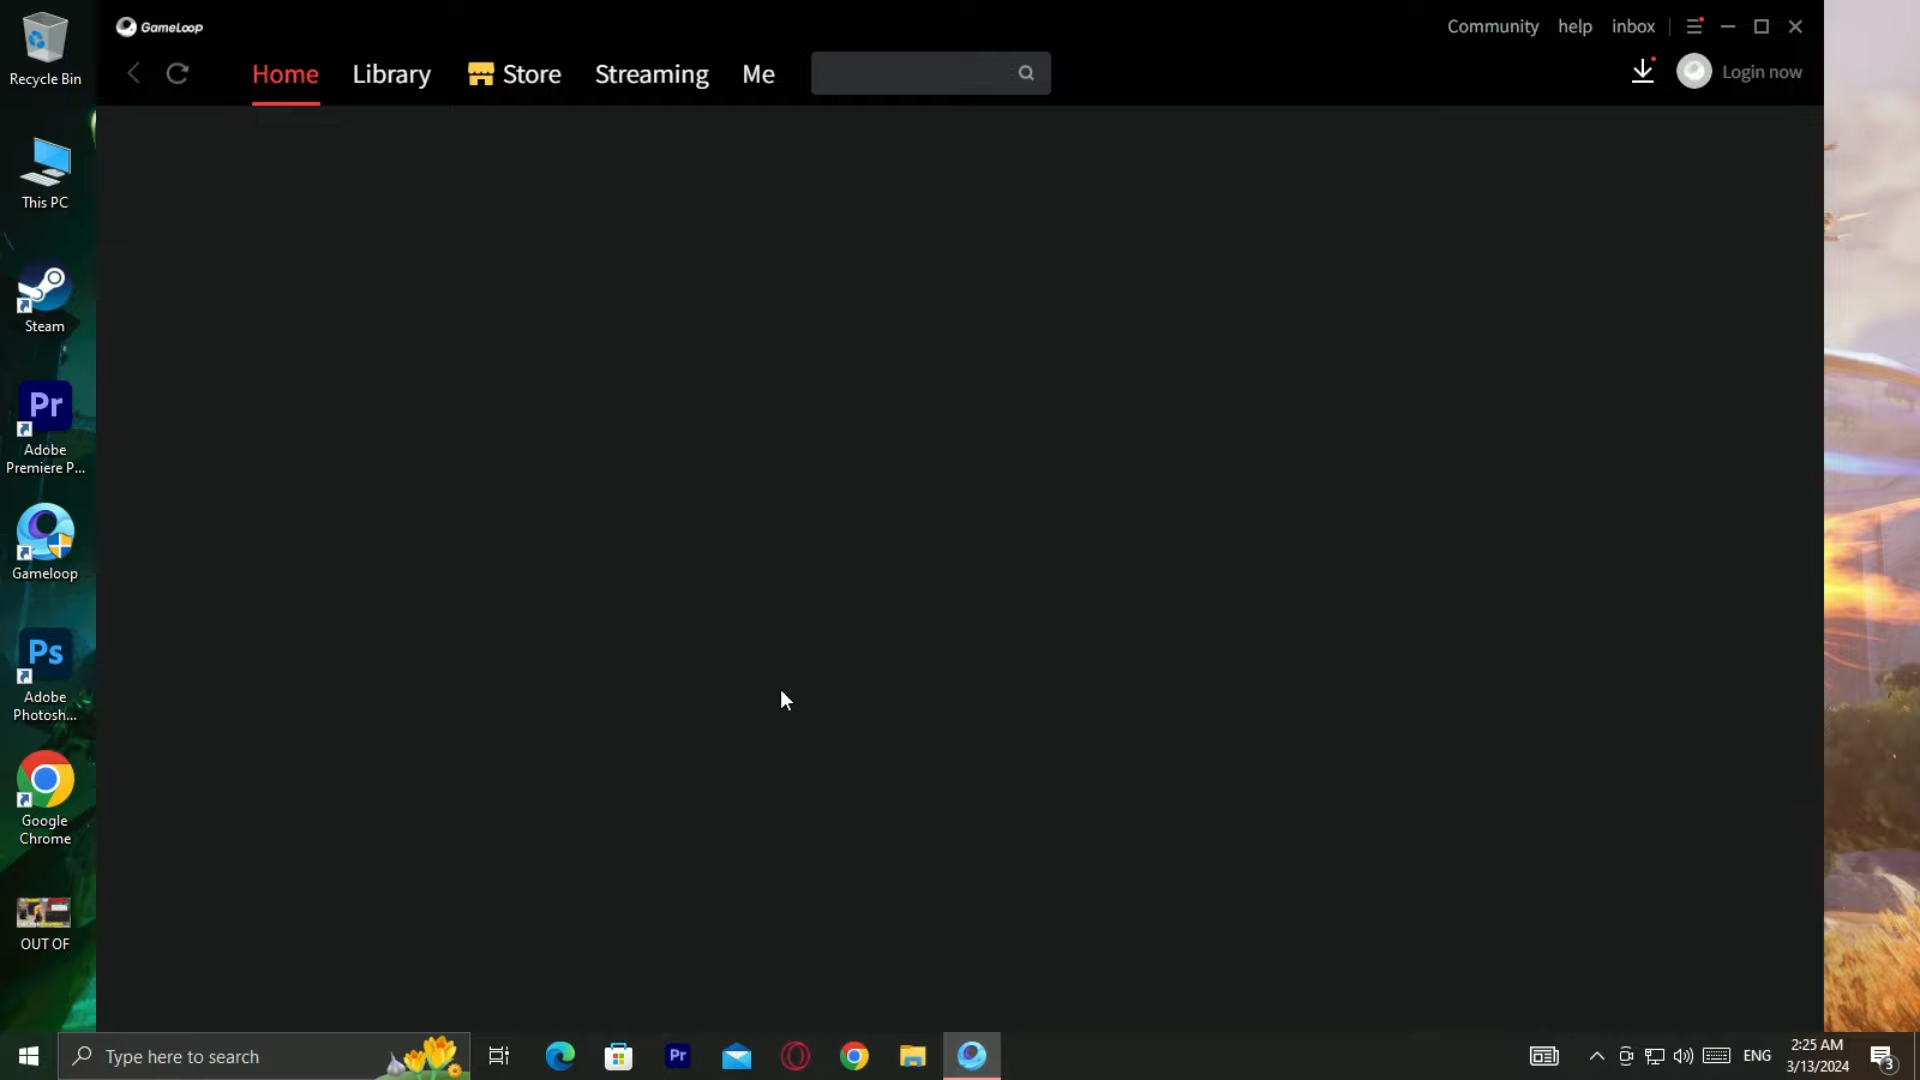 Recycle Bin
This PC
Steam
Pr
Adobe
Premiere P...
Gameloop
Ps
Adobe
Photosh...
Google
Chrome
OUT OF
GameLoop
Community help inbox
Home Library Store Streaming Me
Login now
Type here to search
Pr
ENG
2:25 AM
3/13/2024
3